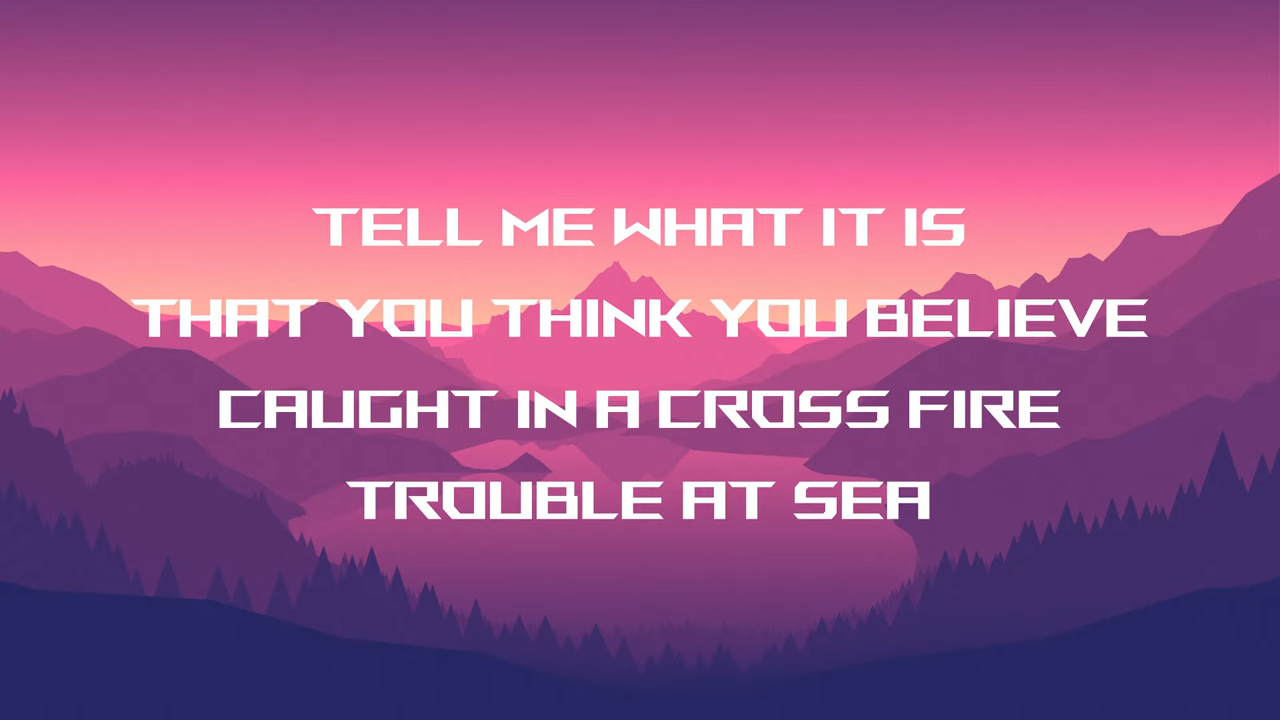 TELL ME WHAT IT IS
THAT YOU THINK YOU BELIEVE
CAUGHT IN A CROSS FIRE
TROUBLE AT SEA